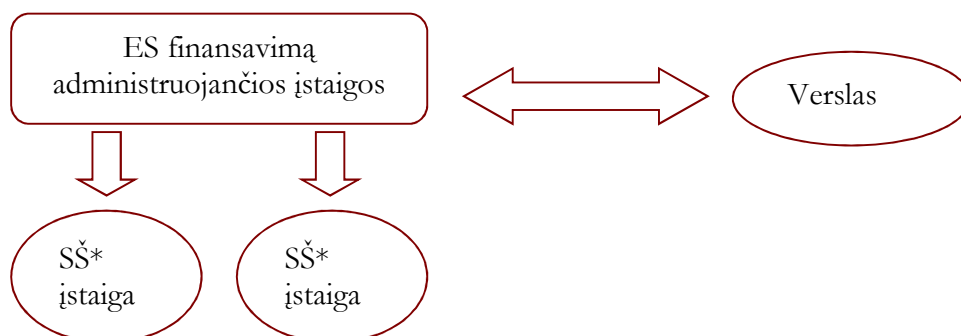 ES finansavimą
administruojančios įstaigos
Verslas
SŠ*
įstaiga
SŠ*
įstaiga